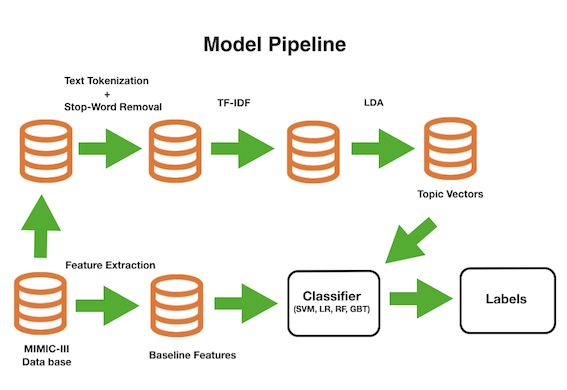 Model Pipeline
Text Tokenization
+
Stop-Word Removal
TF-IDF
LDA
Topic Vectors
Feature Extraction
MIMIC-III
Data base
Baseline Features
Classifier
(SVM, LR, RF, GBT)
Labels